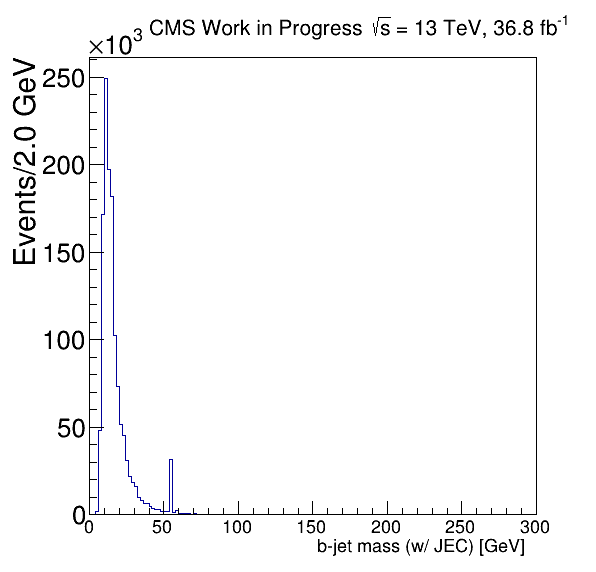 ×10³ CMS Work in Progress √s = 13 TeV, 36.8 fb⁻¹
Events/2.0 GeV
250
200
150
100
50
0
0 50 100 150 200 250 300
b-jet mass (w/ JEC) [GeV]